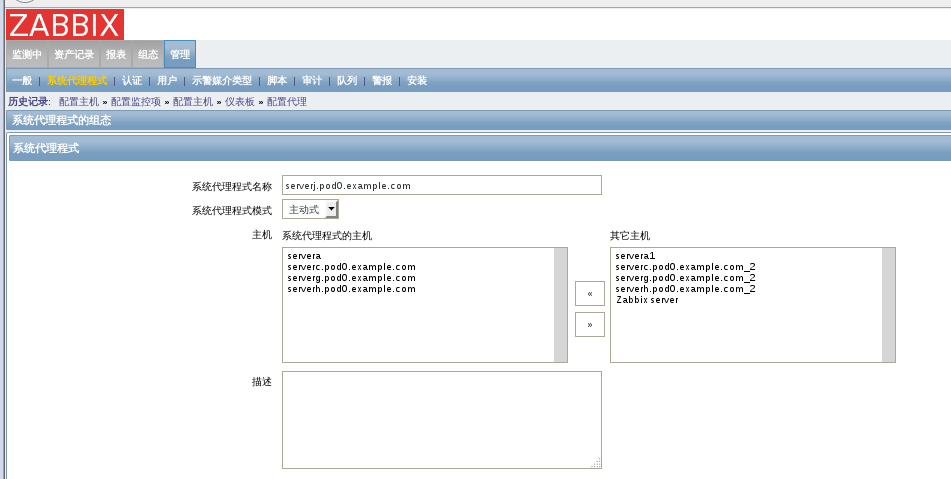 ZABBIX
监测中 资产记录 报表 组态 管理
一般 | 系统代理程式 | 认证 | 用户 | 示警媒介类型 | 脚本 | 审计 | 队列 | 警报 | 安装
历史记录: 配置主机 » 配置监控项 » 配置主机 » 仪表板 » 配置代理
系统代理程式的组态
系统代理程式
系统代理程式名称 serverj.pod0.example.com
系统代理程式模式 主动式
主机 系统代理程式的主机 其它主机
servera
serverc.pod0.example.com
serverg.pod0.example.com
serverh.pod0.example.com
«
»
servera1
serverc.pod0.example.com_2
serverg.pod0.example.com_2
serverh.pod0.example.com_2
Zabbix server
描述